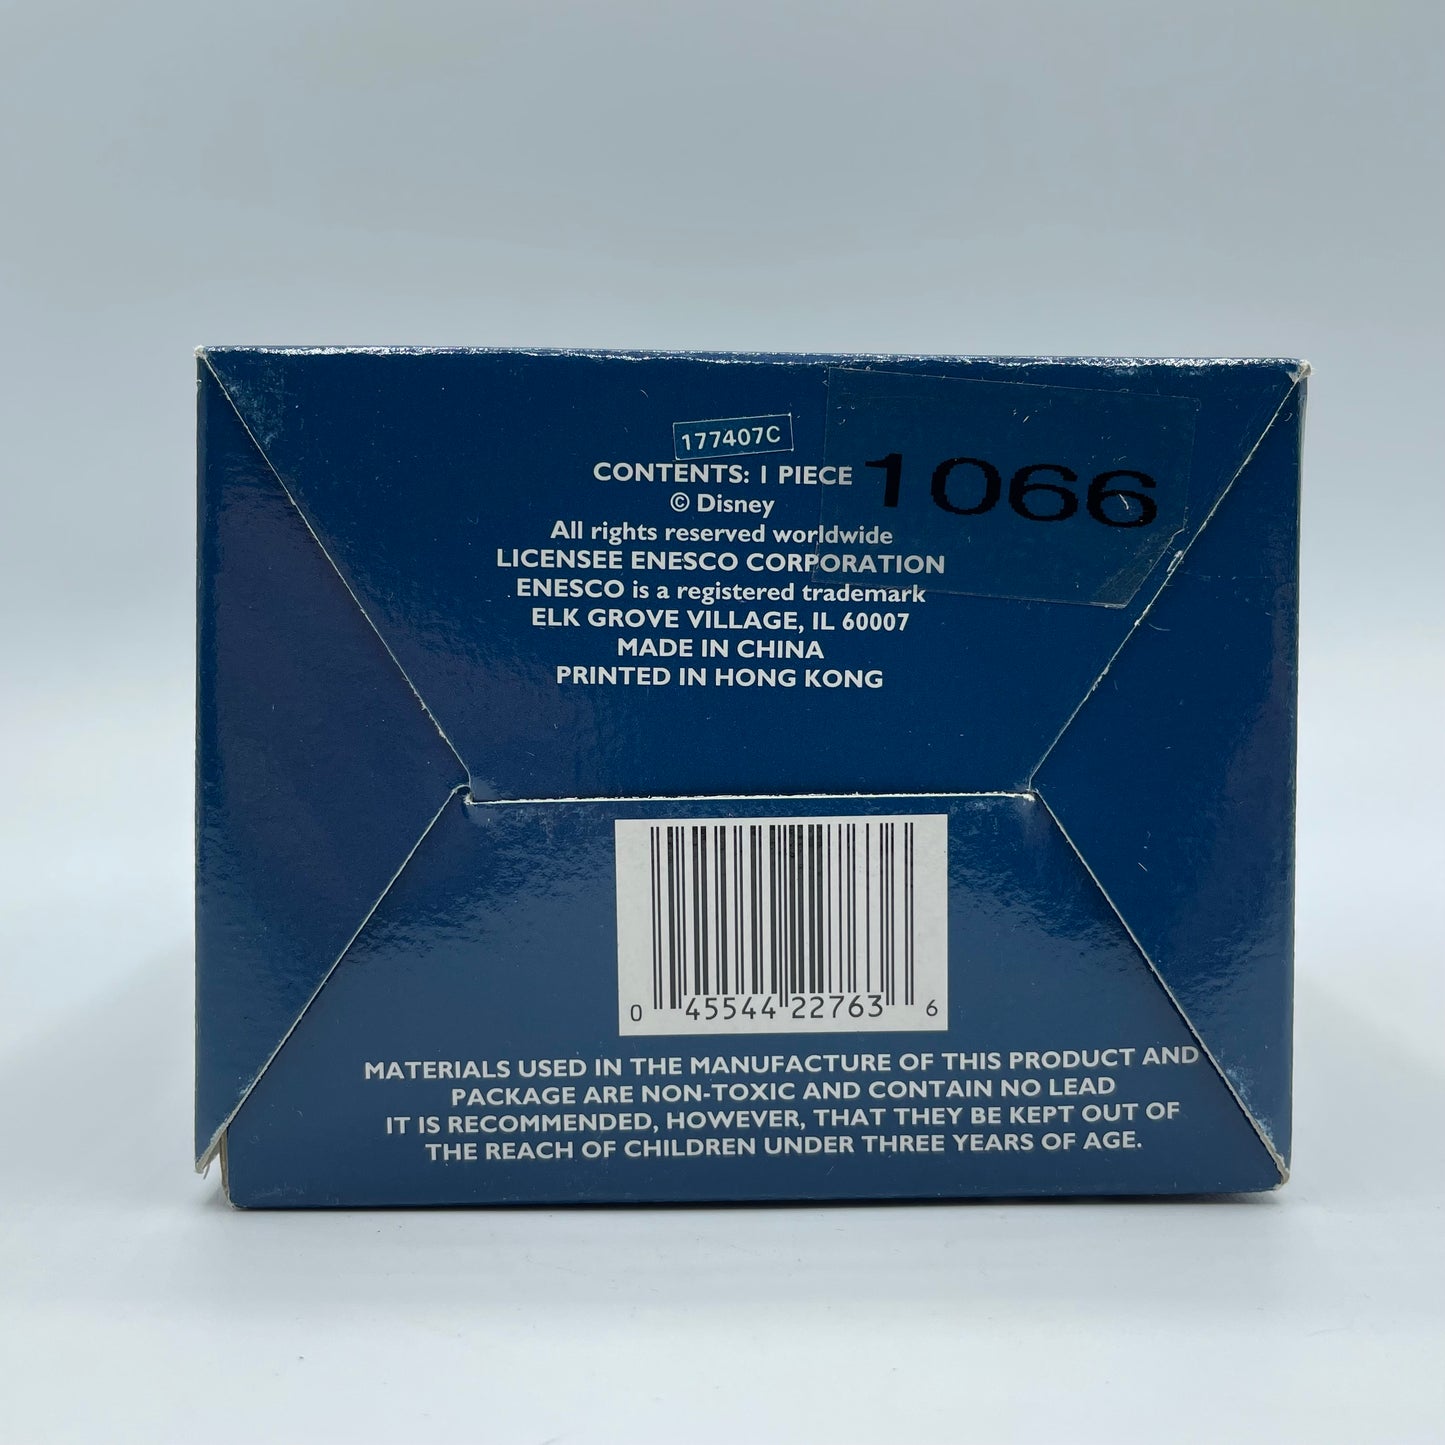 177407C
CONTENTS: 1 PIECE
1066
© Disney
All rights reserved worldwide
LICENSEE ENESCO CORPORATION
ENESCO is a registered trademark
ELK GROVE VILLAGE, IL 60007
MADE IN CHINA
PRINTED IN HONG KONG
0 45544 22763 6
MATERIALS USED IN THE MANUFACTURE OF THIS PRODUCT AND
PACKAGE ARE NON-TOXIC AND CONTAIN NO LEAD
IT IS RECOMMENDED, HOWEVER, THAT THEY BE KEPT OUT OF
THE REACH OF CHILDREN UNDER THREE YEARS OF AGE.